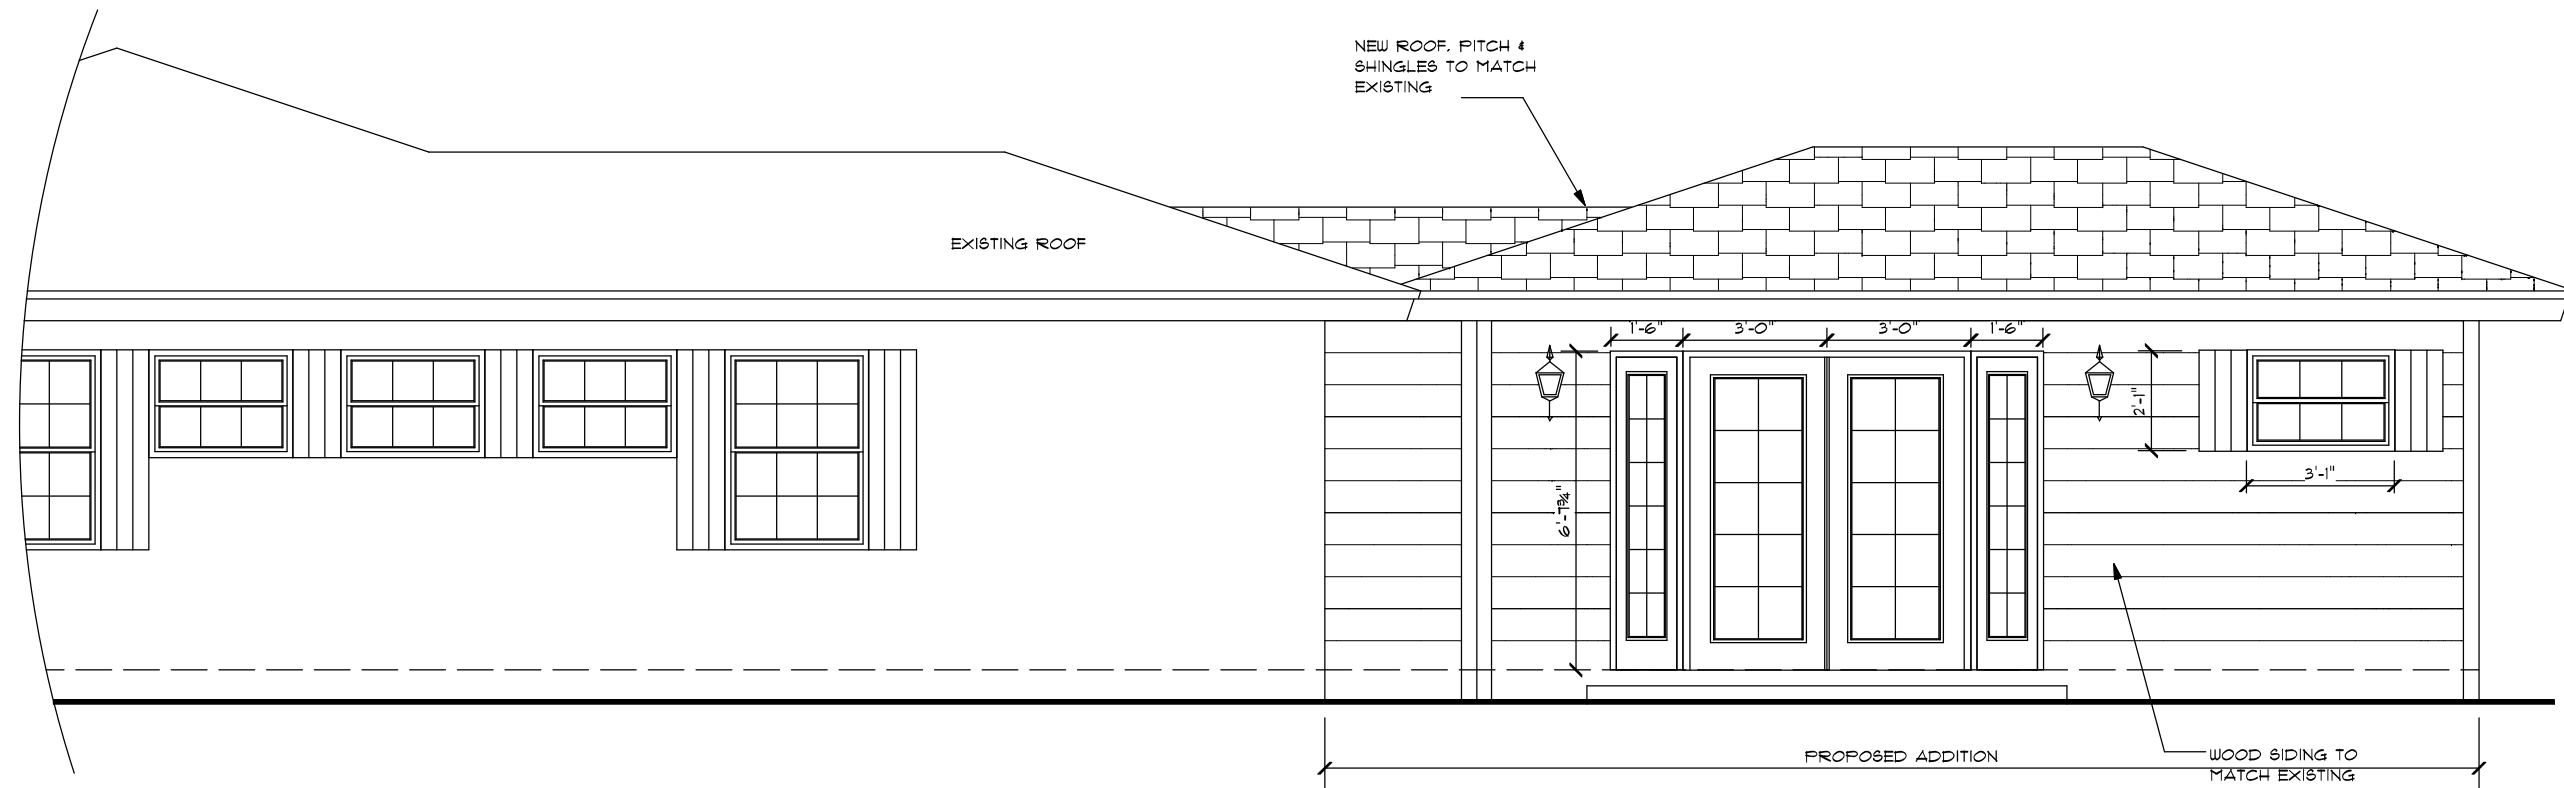 NEW ROOF, PITCH &
SHINGLES TO MATCH
EXISTING
EXISTING ROOF
1'-6" 3'-0" 3'-0" 1'-6"
2'-1"
3'-1"
6'-7¾"
PROPOSED ADDITION
WOOD SIDING TO
MATCH EXISTING